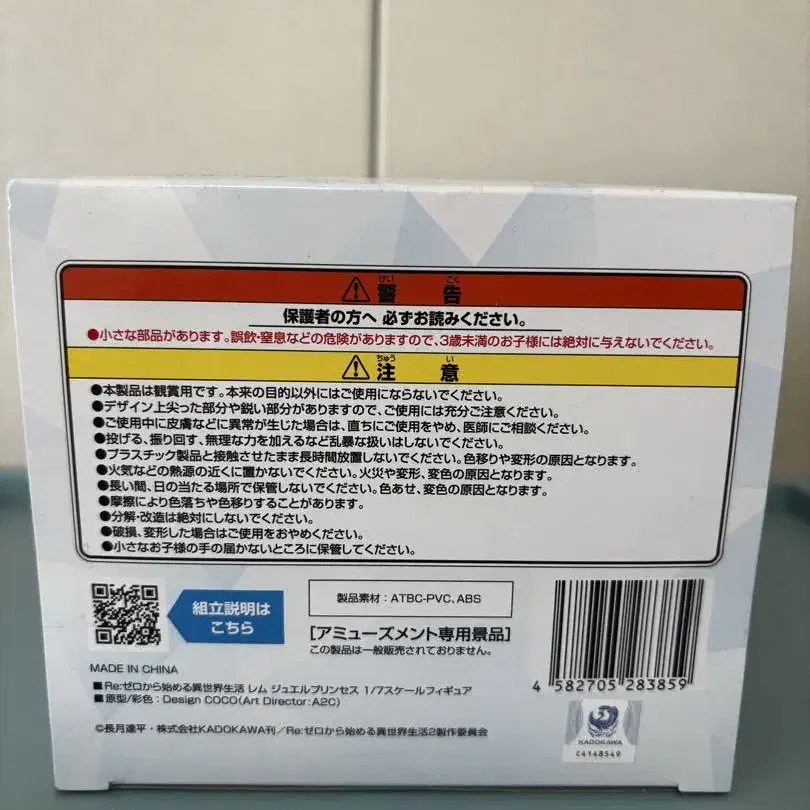 けい こく
⚠警 告
保護者の方へ 必ずお読みください。
●小さな部品があります。誤飲・窒息などの危険がありますので、3歳未満のお子様には絶対に与えないでください。
ちゅう い
⚠注 意
●本製品は観賞用です。本来の目的以外にはご使用にならないでください。
●デザイン上尖った部分や鋭い部分がありますので、ご使用には充分ご注意ください。
●ご使用中に皮膚などに異常が生じた場合は、直ちにご使用をやめ、医師にご相談ください。
●投げる、振り回す、無理な力を加えるなど乱暴な扱いはしないでください。
●プラスチック製品と接触させたまま長時間放置しないでください。色移りや変形の原因となります。
●火気などの熱源の近くに置かないでください。火災や変形、変色の原因となります。
●長い間、日の当たる場所で保管しないでください。色あせ、変色の原因となります。
●摩擦により色落ちや色移りすることがあります。
●分解・改造は絶対にしないでください。
●破損、変形した場合はご使用をおやめください。
●小さなお子様の手の届かないところに保管してください。
組立説明は
こちら
製品素材：ATBC-PVC、ABS
［アミューズメント専用景品］
この製品は一般販売されておりません。
MADE IN CHINA
■Re:ゼロから始める異世界生活 レム ジュエルプリンセス 1/7スケールフィギュア
■原型/彩色：Design COCO(Art Director:A2C)
©長月達平・株式会社KADOKAWA刊／Re:ゼロから始める異世界生活2製作委員会
4 582705 283859
KADOKAWA
C4148549